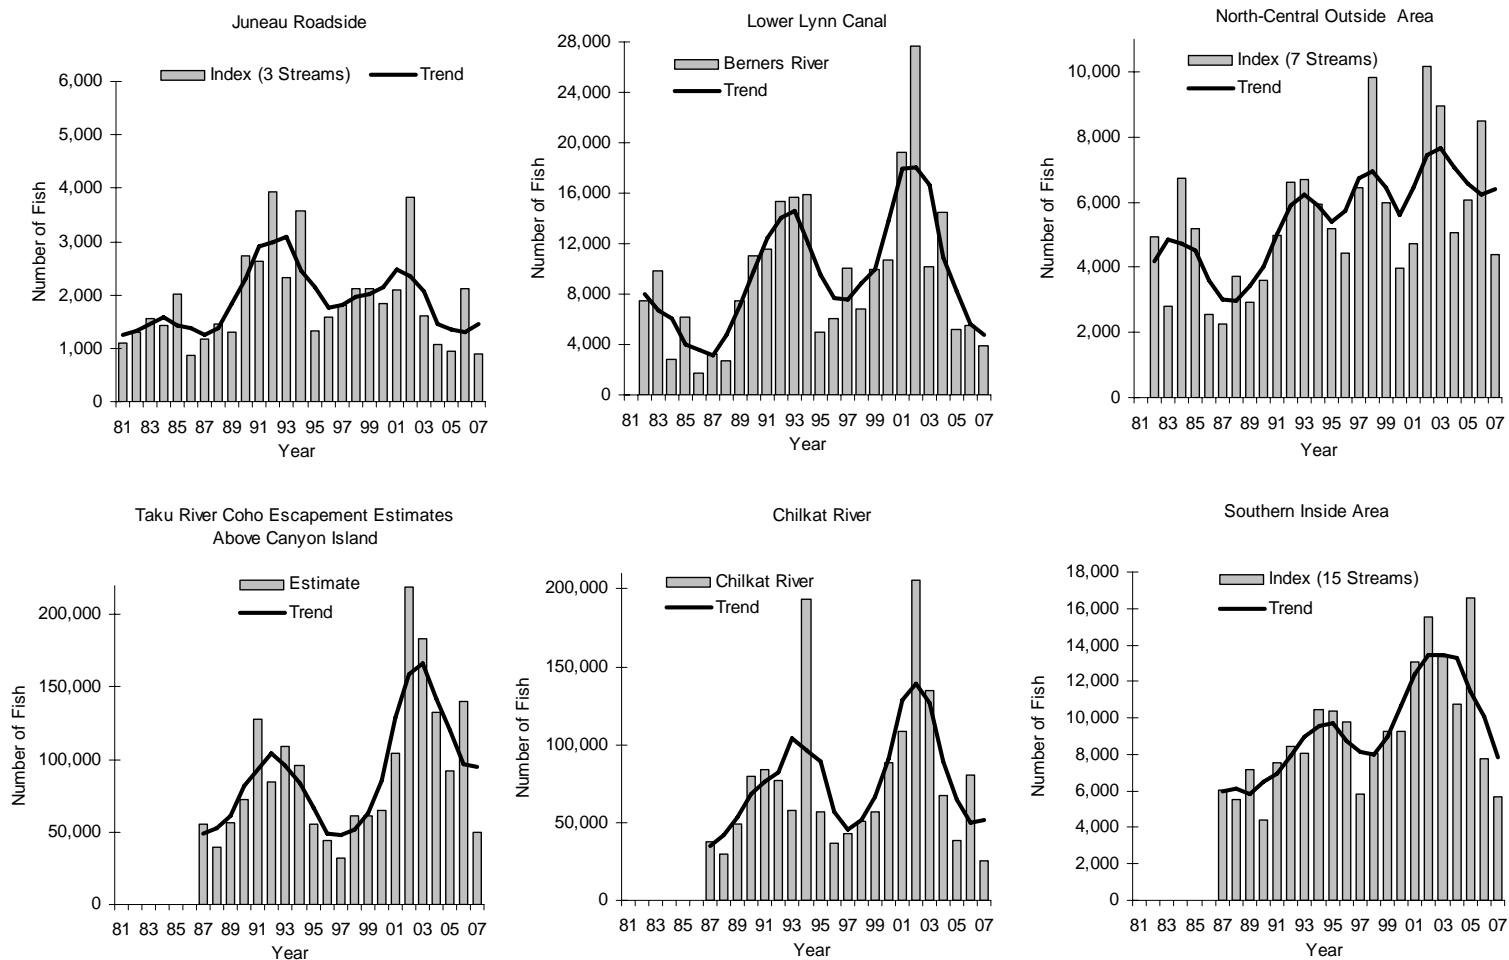 Juneau Roadside
Index (3 Streams)
Trend
6,000
5,000
4,000
3,000
2,000
1,000
0
Number of Fish
81 83 85 87 89 91 93 95 97 99 01 03 05 07
Year
Lower Lynn Canal
28,000
24,000
20,000
16,000
12,000
8,000
4,000
0
Berners River
Trend
Number of Fish
81 83 85 87 89 91 93 95 97 99 01 03 05 07
Year
North-Central Outside Area
Index (7 Streams)
Trend
10,000
8,000
6,000
4,000
2,000
0
Number of Fish
81 83 85 87 89 91 93 95 97 99 01 03 05 07
Year
Taku River Coho Escapement Estimates
Above Canyon Island
Estimate
Trend
200,000
150,000
100,000
50,000
0
Number of Fish
81 83 85 87 89 91 93 95 97 99 01 03 05 07
Year
Chilkat River
Chilkat River
Trend
200,000
150,000
100,000
50,000
0
Number of Fish
81 83 85 87 89 91 93 95 97 99 01 03 05 07
Year
Southern Inside Area
Index (15 Streams)
Trend
18,000
16,000
14,000
12,000
10,000
8,000
6,000
4,000
2,000
0
Number of Fish
81 83 85 87 89 91 93 95 97 99 01 03 05 07
Year